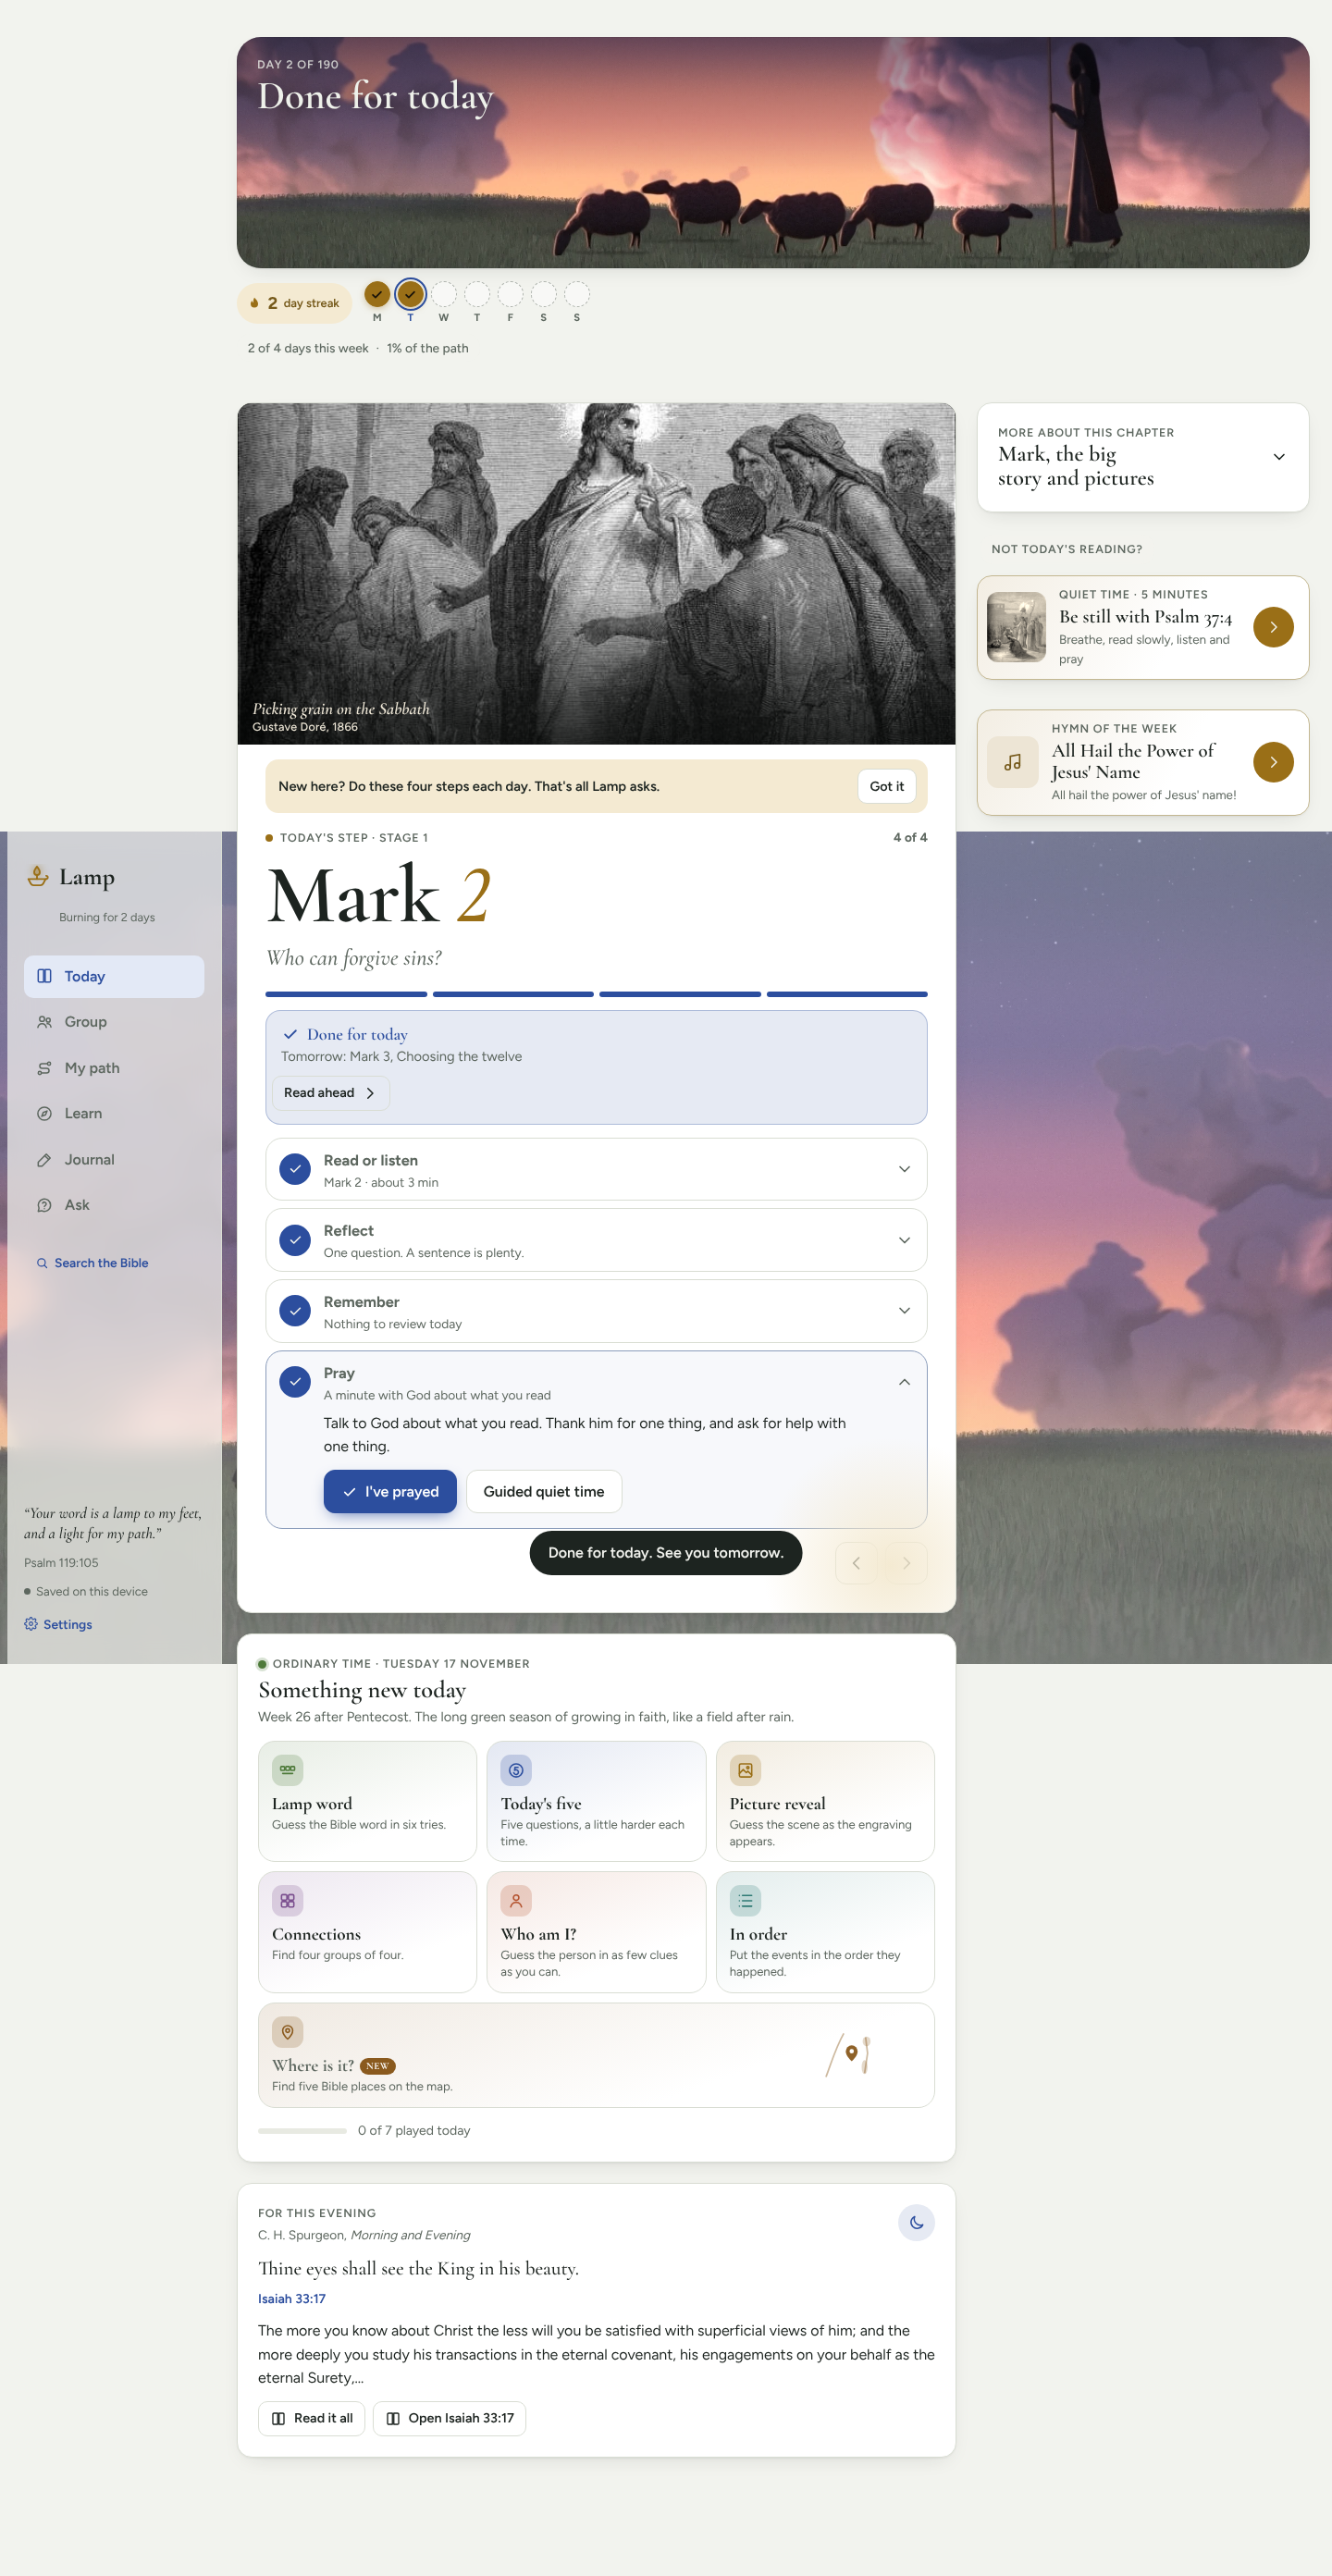 DAY 2 OF 190
Done for today
2 day streak
M T W T F S S
2 of 4 days this week · 1% of the path
Picking grain on the Sabbath
Gustave Doré, 1866
New here? Do these four steps each day. That's all Lamp asks.
Got it
TODAY'S STEP · STAGE 1
4 of 4
Mark 2
Who can forgive sins?
Done for today
Tomorrow: Mark 3, Choosing the twelve
Read ahead
Read or listen
Mark 2 · about 3 min
Reflect
One question. A sentence is plenty.
Remember
Nothing to review today
Pray
A minute with God about what you read
Talk to God about what you read. Thank him for one thing, and ask for help with
one thing.
I've prayed
Guided quiet time
Done for today. See you tomorrow.
MORE ABOUT THIS CHAPTER
Mark, the big
story and pictures
NOT TODAY'S READING?
QUIET TIME · 5 MINUTES
Be still with Psalm 37:4
Breathe, read slowly, listen and
pray
HYMN OF THE WEEK
All Hail the Power of
Jesus' Name
All hail the power of Jesus' name!
Lamp
Burning for 2 days
Today
Group
My path
Learn
Journal
Ask
Search the Bible
“Your word is a lamp to my feet,
and a light for my path.”
Psalm 119:105
Saved on this device
Settings
ORDINARY TIME · TUESDAY 17 NOVEMBER
Something new today
Week 26 after Pentecost. The long green season of growing in faith, like a field after rain.
Lamp word
Guess the Bible word in six tries.
5
Today's five
Five questions, a little harder each
time.
Picture reveal
Guess the scene as the engraving
appears.
Connections
Find four groups of four.
Who am I?
Guess the person in as few clues
as you can.
In order
Put the events in the order they
happened.
Where is it? NEW
Find five Bible places on the map.
0 of 7 played today
FOR THIS EVENING
C. H. Spurgeon, Morning and Evening
Thine eyes shall see the King in his beauty.
Isaiah 33:17
The more you know about Christ the less will you be satisfied with superficial views of him; and the
more deeply you study his transactions in the eternal covenant, his engagements on your behalf as the
eternal Surety,...
Read it all
Open Isaiah 33:17